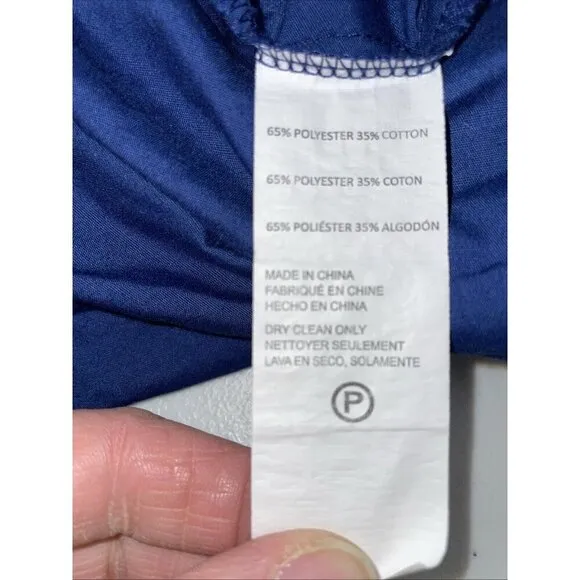 65% POLYESTER 35% COTTON
65% POLYESTER 35% COTON
65% POLIÉSTER 35% ALGODÓN
MADE IN CHINA
FABRIQUÉ EN CHINE
HECHO EN CHINA
DRY CLEAN ONLY
NETTOYER SEULEMENT
LAVA EN SECO, SOLAMENTE
P